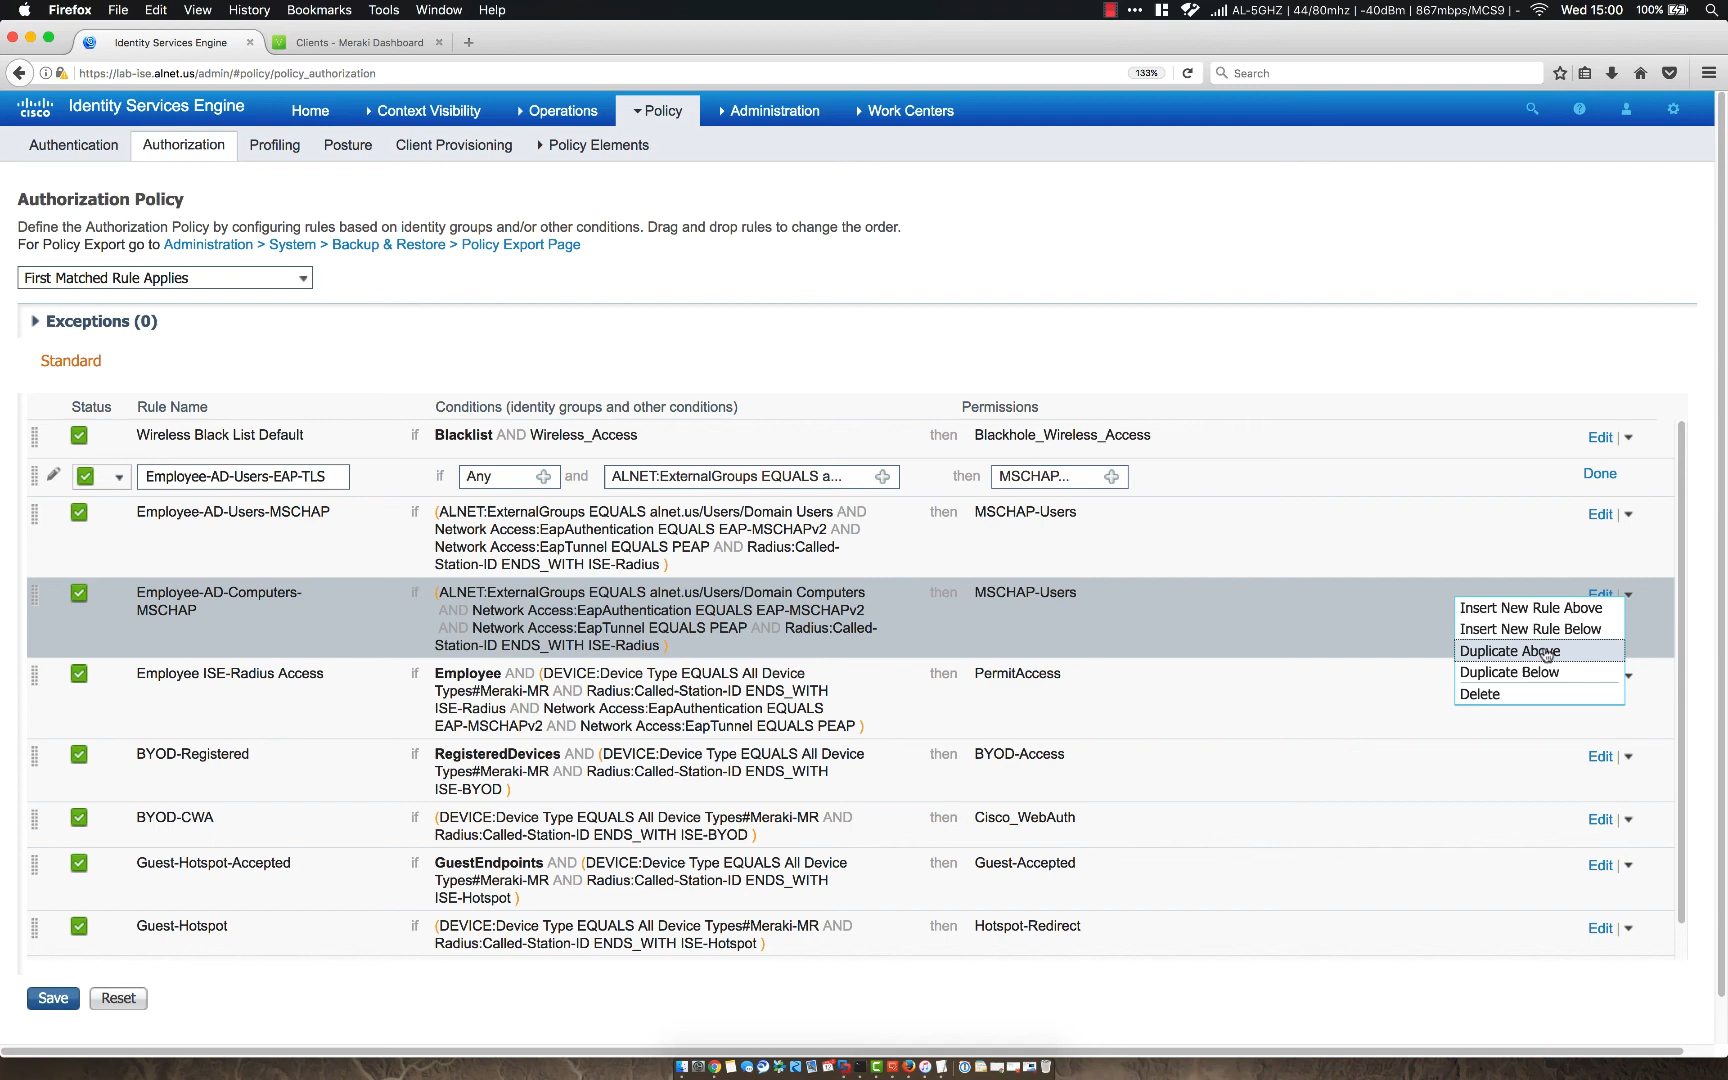 Firefox File Edit View History Bookmarks Tools Window Help AL-5GHZ | 44/80mhz | -40dBm | 867mbps/MCS9 | - Wed 15:00 100%
Identity Services Engine Clients - Meraki Dashboard
https://lab-ise.alnet.us/admin/#policy/policy_authorization 133% Search
cisco Identity Services Engine Home Context Visibility Operations Policy Administration Work Centers
Authentication Authorization Profiling Posture Client Provisioning Policy Elements
Authorization Policy
Define the Authorization Policy by configuring rules based on identity groups and/or other conditions. Drag and drop rules to change the order.
For Policy Export go to Administration > System > Backup & Restore > Policy Export Page
First Matched Rule Applies
Exceptions (0)
Standard
Status Rule Name Conditions (identity groups and other conditions) Permissions
Wireless Black List Default if Blacklist AND Wireless_Access then Blackhole_Wireless_Access Edit |
Employee-AD-Users-EAP-TLS if Any and ALNET:ExternalGroups EQUALS a... then MSCHAP... Done
Employee-AD-Users-MSCHAP if (ALNET:ExternalGroups EQUALS alnet.us/Users/Domain Users AND then MSCHAP-Users Edit |
Network Access:EapAuthentication EQUALS EAP-MSCHAPv2 AND
Network Access:EapTunnel EQUALS PEAP AND Radius:Called-
Station-ID ENDS_WITH ISE-Radius )
Employee-AD-Computers- if (ALNET:ExternalGroups EQUALS alnet.us/Users/Domain Computers then MSCHAP-Users Edit
MSCHAP AND Network Access:EapAuthentication EQUALS EAP-MSCHAPv2
AND Network Access:EapTunnel EQUALS PEAP AND Radius:Called-
Station-ID ENDS_WITH ISE-Radius )
Insert New Rule Above
Insert New Rule Below
Duplicate Above
Duplicate Below
Delete
Employee ISE-Radius Access if Employee AND (DEVICE:Device Type EQUALS All Device then PermitAccess
Types#Meraki-MR AND Radius:Called-Station-ID ENDS_WITH
ISE-Radius AND Network Access:EapAuthentication EQUALS
EAP-MSCHAPv2 AND Network Access:EapTunnel EQUALS PEAP )
BYOD-Registered if RegisteredDevices AND (DEVICE:Device Type EQUALS All Device then BYOD-Access Edit |
Types#Meraki-MR AND Radius:Called-Station-ID ENDS_WITH
ISE-BYOD )
BYOD-CWA if (DEVICE:Device Type EQUALS All Device Types#Meraki-MR AND then Cisco_WebAuth Edit |
Radius:Called-Station-ID ENDS_WITH ISE-BYOD )
Guest-Hotspot-Accepted if GuestEndpoints AND (DEVICE:Device Type EQUALS All Device then Guest-Accepted Edit |
Types#Meraki-MR AND Radius:Called-Station-ID ENDS_WITH
ISE-Hotspot )
Guest-Hotspot if (DEVICE:Device Type EQUALS All Device Types#Meraki-MR AND then Hotspot-Redirect Edit |
Radius:Called-Station-ID ENDS_WITH ISE-Hotspot )
Save Reset